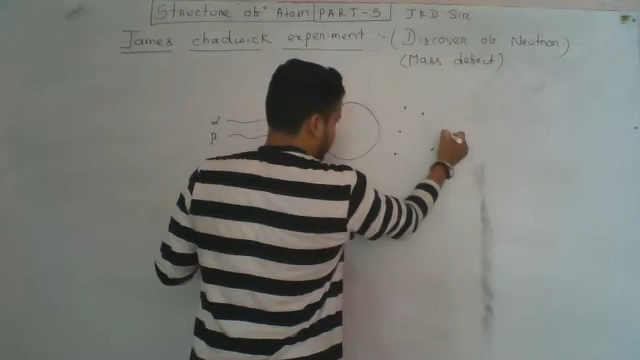 Structure of Atom PART-5 JKD Sir
James chadwick experiment :- (Discover of Neutron)
(Mass defect)
α
p